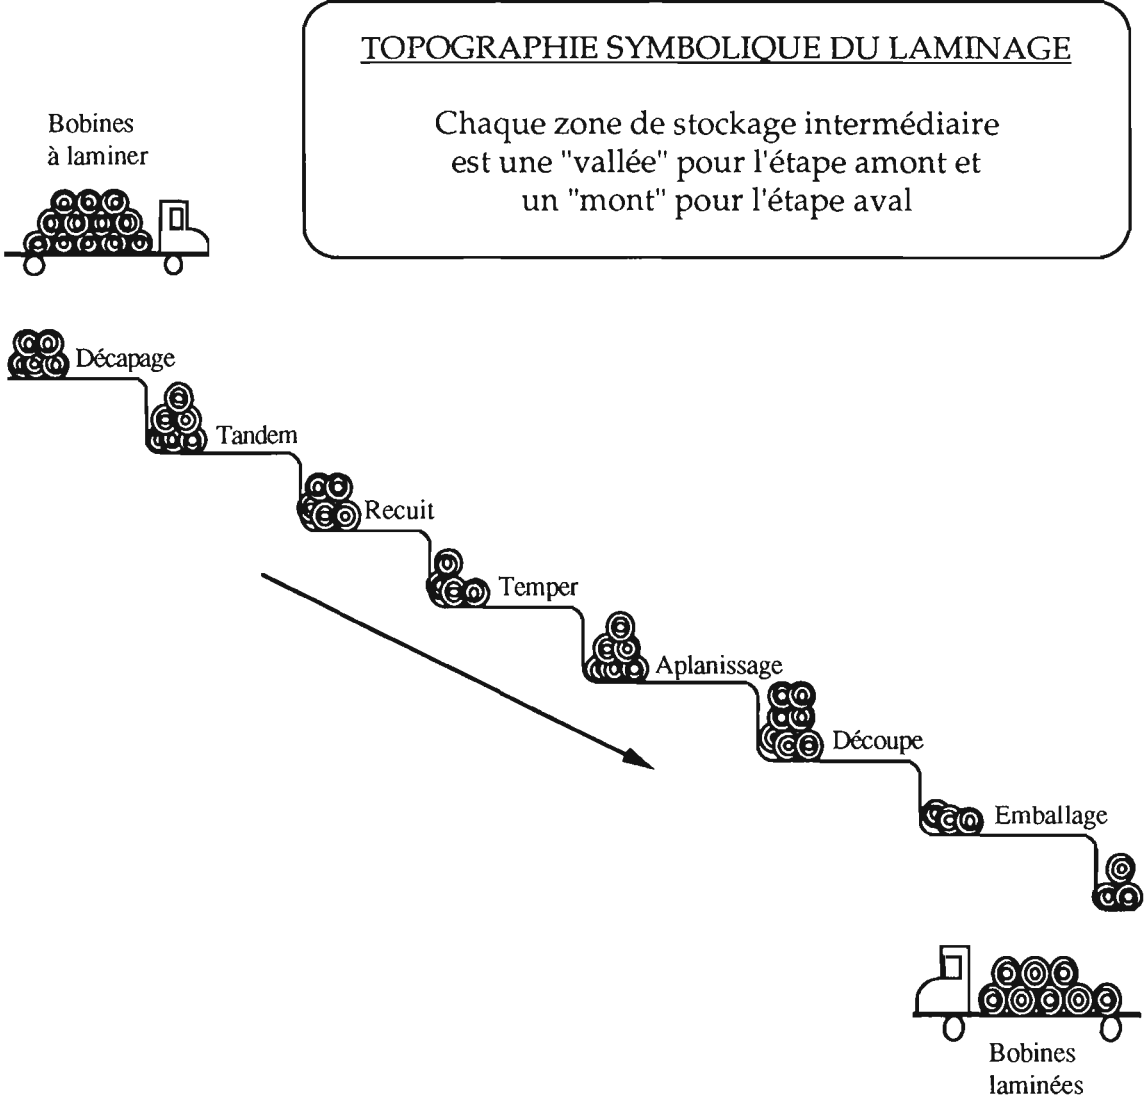 TOPOGRAPHIE SYMBOLIQUE DU LAMINAGE
Chaque zone de stockage intermédiaire
est une "vallée" pour l'étape amont et
un "mont" pour l'étape aval
Bobines
à laminer
Décapage
Tandem
Recuit
Temper
Aplanissage
Découpe
Emballage
Bobines
laminées